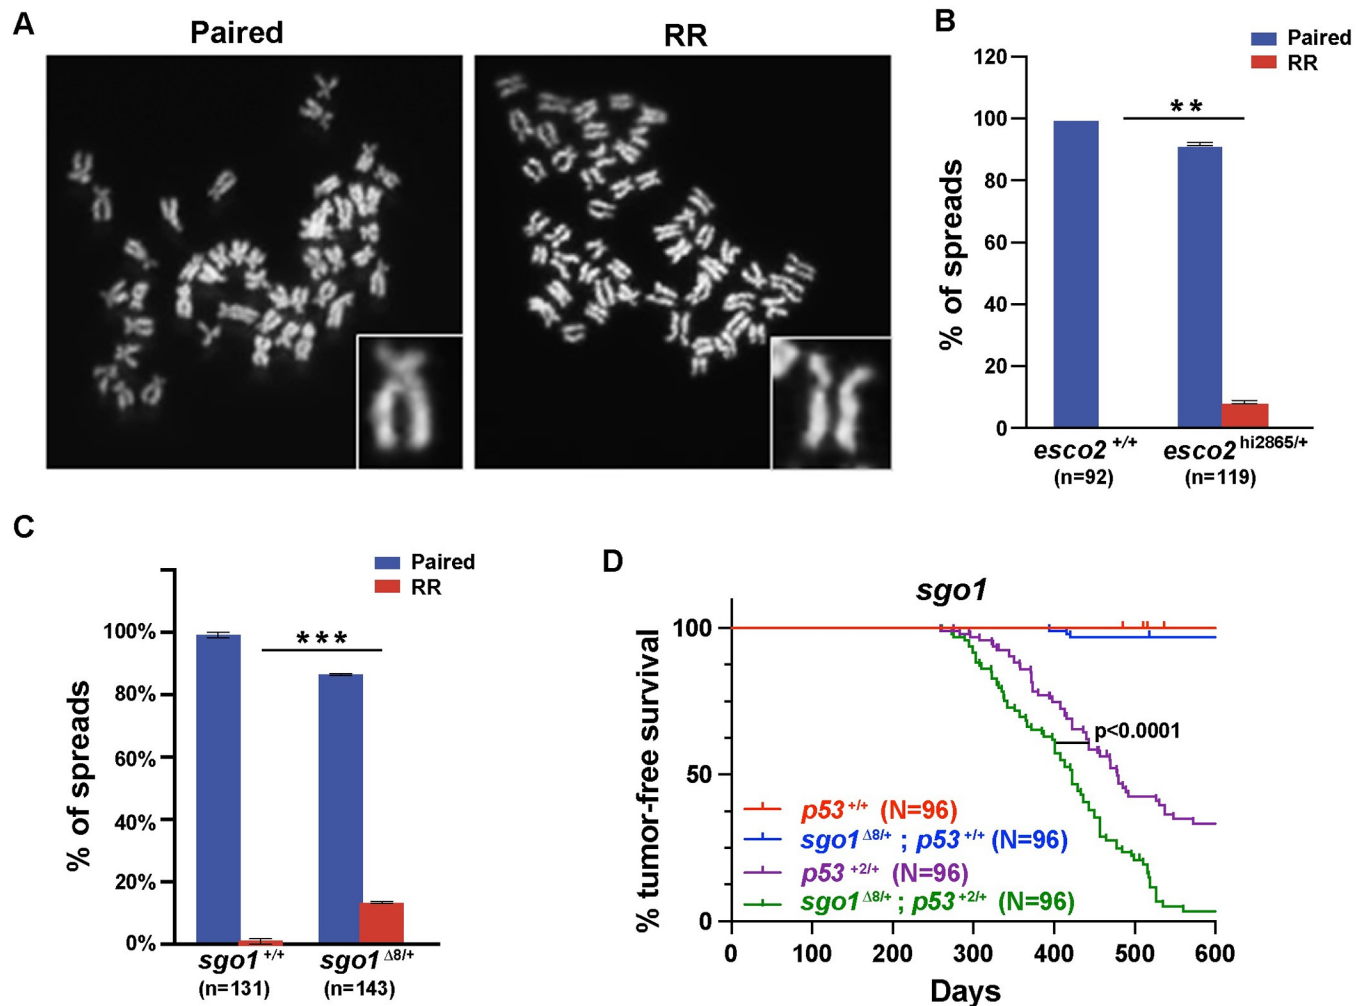 A
Paired
RR
B
Paired
RR
% of spreads
120
100
80
60
40
20
0
**
esco2 +/+
(n=92)
esco2 hi2865/+
(n=119)
C
Paired
RR
% of spreads
100%
80%
60%
40%
20%
0%
***
sgo1 +/+
(n=131)
sgo1 Δ8/+
(n=143)
D
sgo1
% tumor-free survival
100
50
0
p<0.0001
p53 +/+ (N=96)
sgo1 Δ8/+ ; p53 +/+ (N=96)
p53 +2/+ (N=96)
sgo1 Δ8/+ ; p53 +2/+ (N=96)
0 100 200 300 400 500 600
Days